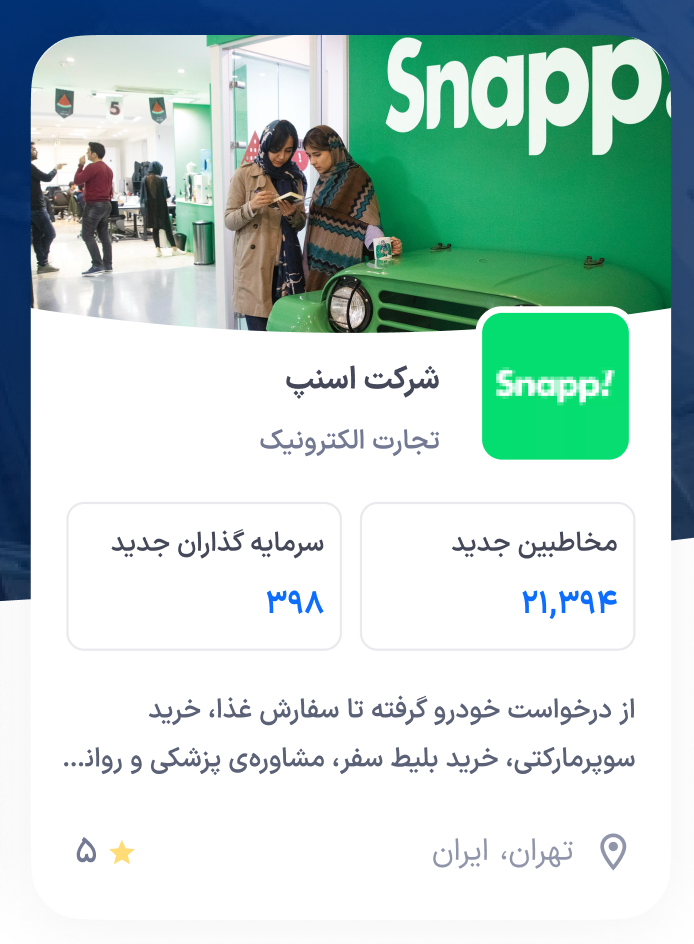 Snapp!
5
Snapp!
شرکت اسنپ
تجارت الکترونیک
مخاطبین جدید
۲۱,۳۹۴
سرمایه گذاران جدید
۳۹۸
از درخواست خودرو گرفته تا سفارش غذا، خرید
سوپرمارکتی، خرید بلیط سفر، مشاوره‌ی پزشکی و روانـ...
تهران، ایران
۵